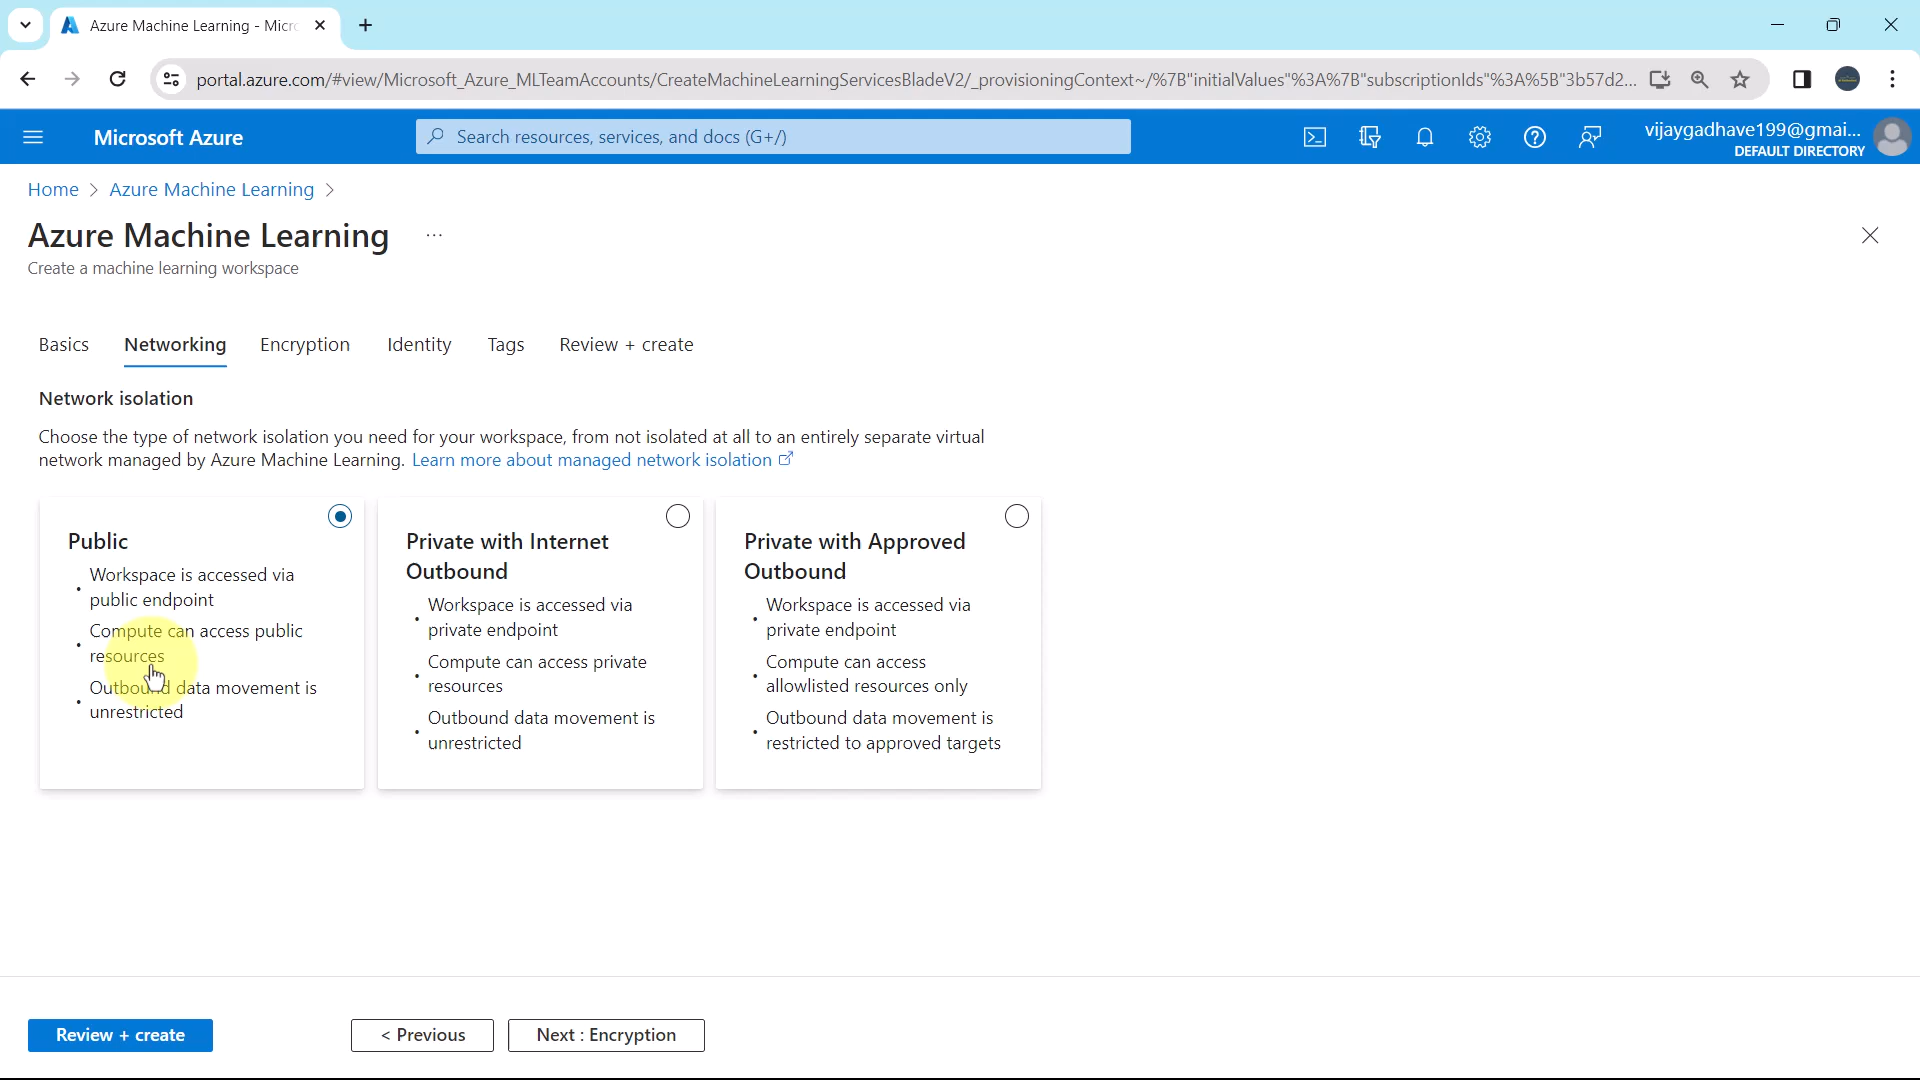 Azure Machine Learning - Micro
portal.azure.com/#view/Microsoft_Azure_MLTeamAccounts/CreateMachineLearningServicesBladeV2/_provisioningContext~/%7B"initialValues"%3A%7B"subscriptionIds"%3A%5B"3b57d2...
Microsoft Azure
Search resources, services, and docs (G+/)
vijaygadhave199@gmai...
DEFAULT DIRECTORY
Home > Azure Machine Learning >
Azure Machine Learning ...
Create a machine learning workspace
Basics Networking Encryption Identity Tags Review + create
Network isolation
Choose the type of network isolation you need for your workspace, from not isolated at all to an entirely separate virtual
network managed by Azure Machine Learning. Learn more about managed network isolation
Public
• Workspace is accessed via
public endpoint
• Compute can access public
resources
• Outbound data movement is
unrestricted
Private with Internet
Outbound
• Workspace is accessed via
private endpoint
• Compute can access private
resources
• Outbound data movement is
unrestricted
Private with Approved
Outbound
• Workspace is accessed via
private endpoint
• Compute can access
allowlisted resources only
• Outbound data movement is
restricted to approved targets
Review + create
< Previous
Next : Encryption